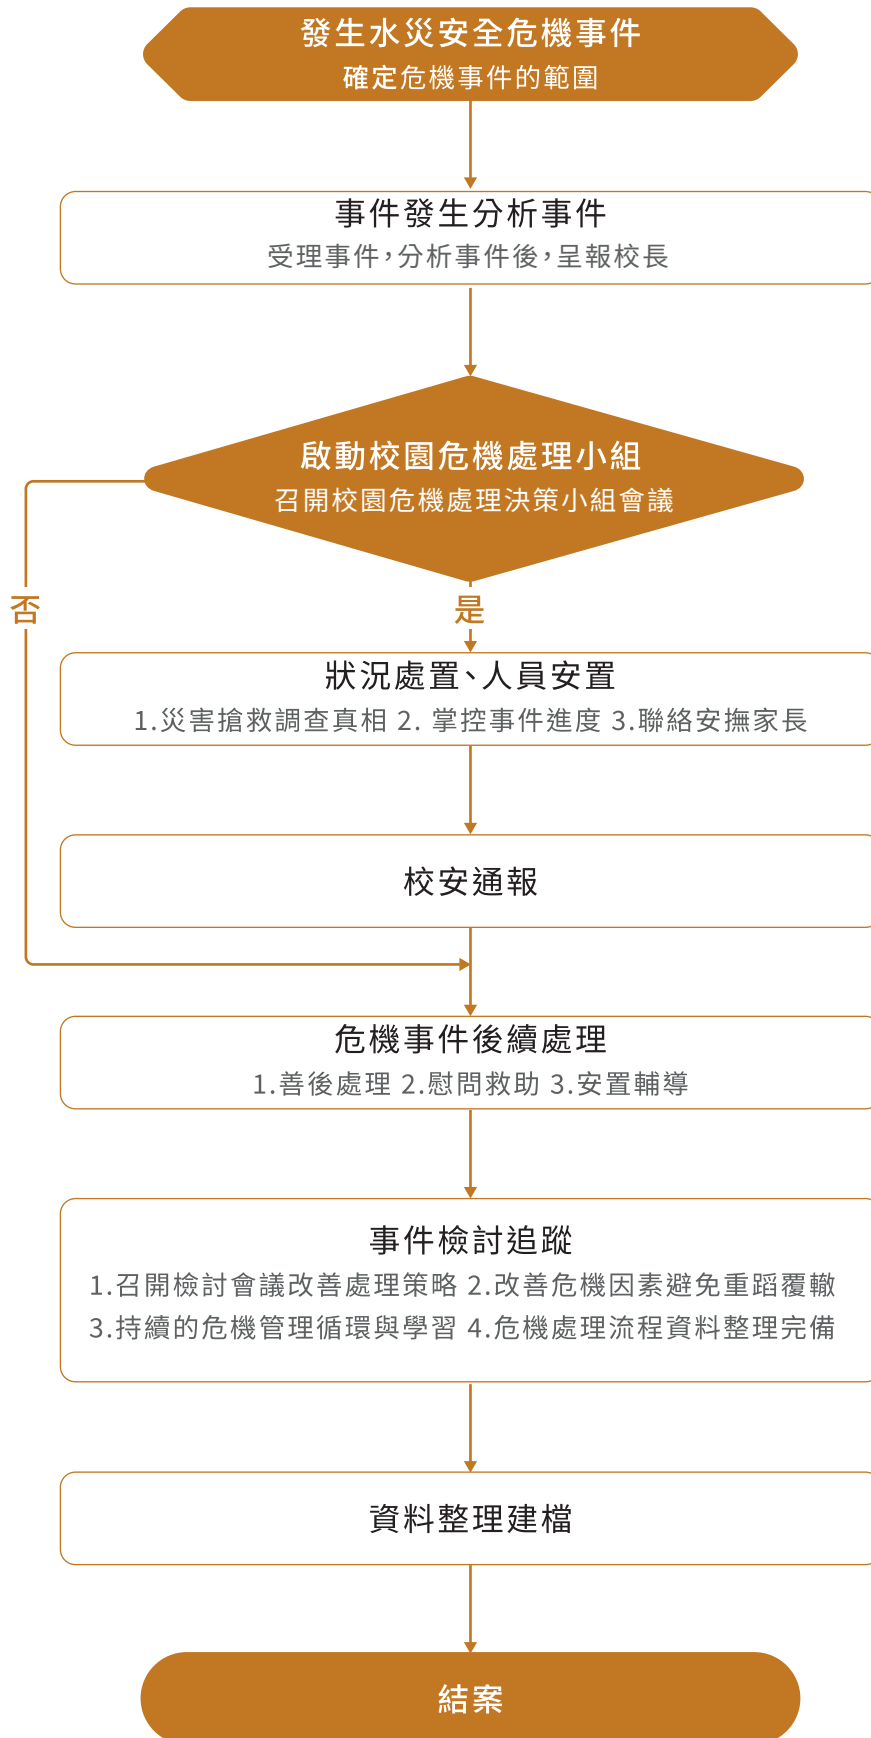 發生水災安全危機事件
確定危機事件的範圍
事件發生分析事件
受理事件，分析事件後，呈報校長
啟動校園危機處理小組
召開校園危機處理決策小組會議
否
是
狀況處置、人員安置
1.災害搶救調查真相 2. 掌控事件進度 3.聯絡安撫家長
校安通報
危機事件後續處理
1.善後處理 2.慰問救助 3.安置輔導
事件檢討追蹤
1.召開檢討會議改善處理策略 2.改善危機因素避免重蹈覆轍
3.持續的危機管理循環與學習 4.危機處理流程資料整理完備
資料整理建檔
結案